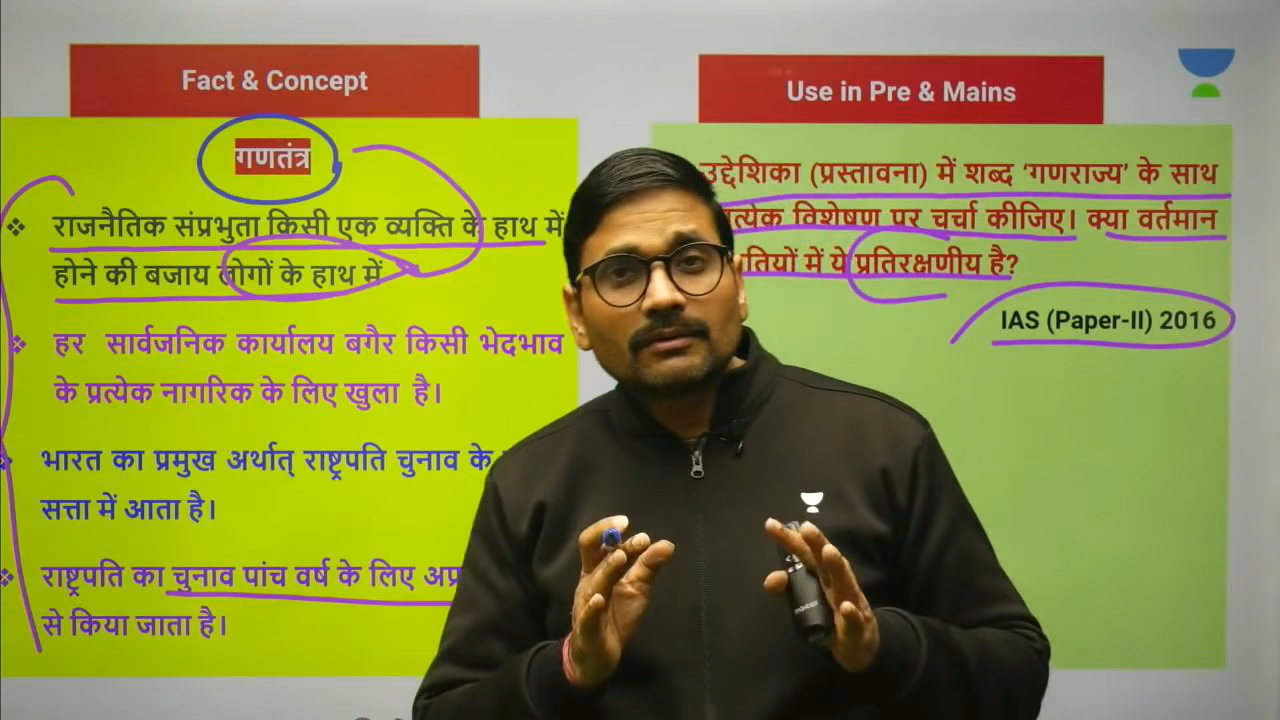 Fact & Concept
गणतंत्र
राजनैतिक संप्रभुता किसी एक व्यक्ति के हाथ में
होने की बजाय लोगों के हाथ में
हर सार्वजनिक कार्यालय बगैर किसी भेदभाव
के प्रत्येक नागरिक के लिए खुला है।
भारत का प्रमुख अर्थात् राष्ट्रपति चुनाव के
सत्ता में आता है।
राष्ट्रपति का चुनाव पांच वर्ष के लिए
से किया जाता है।
Use in Pre & Mains
उद्देशिका (प्रस्तावना) में शब्द ‘गणराज्य’ के साथ
विशेषण पर चर्चा कीजिए। क्या वर्तमान
में ये प्रतिरक्षणीय है?
IAS (Paper-II) 2016